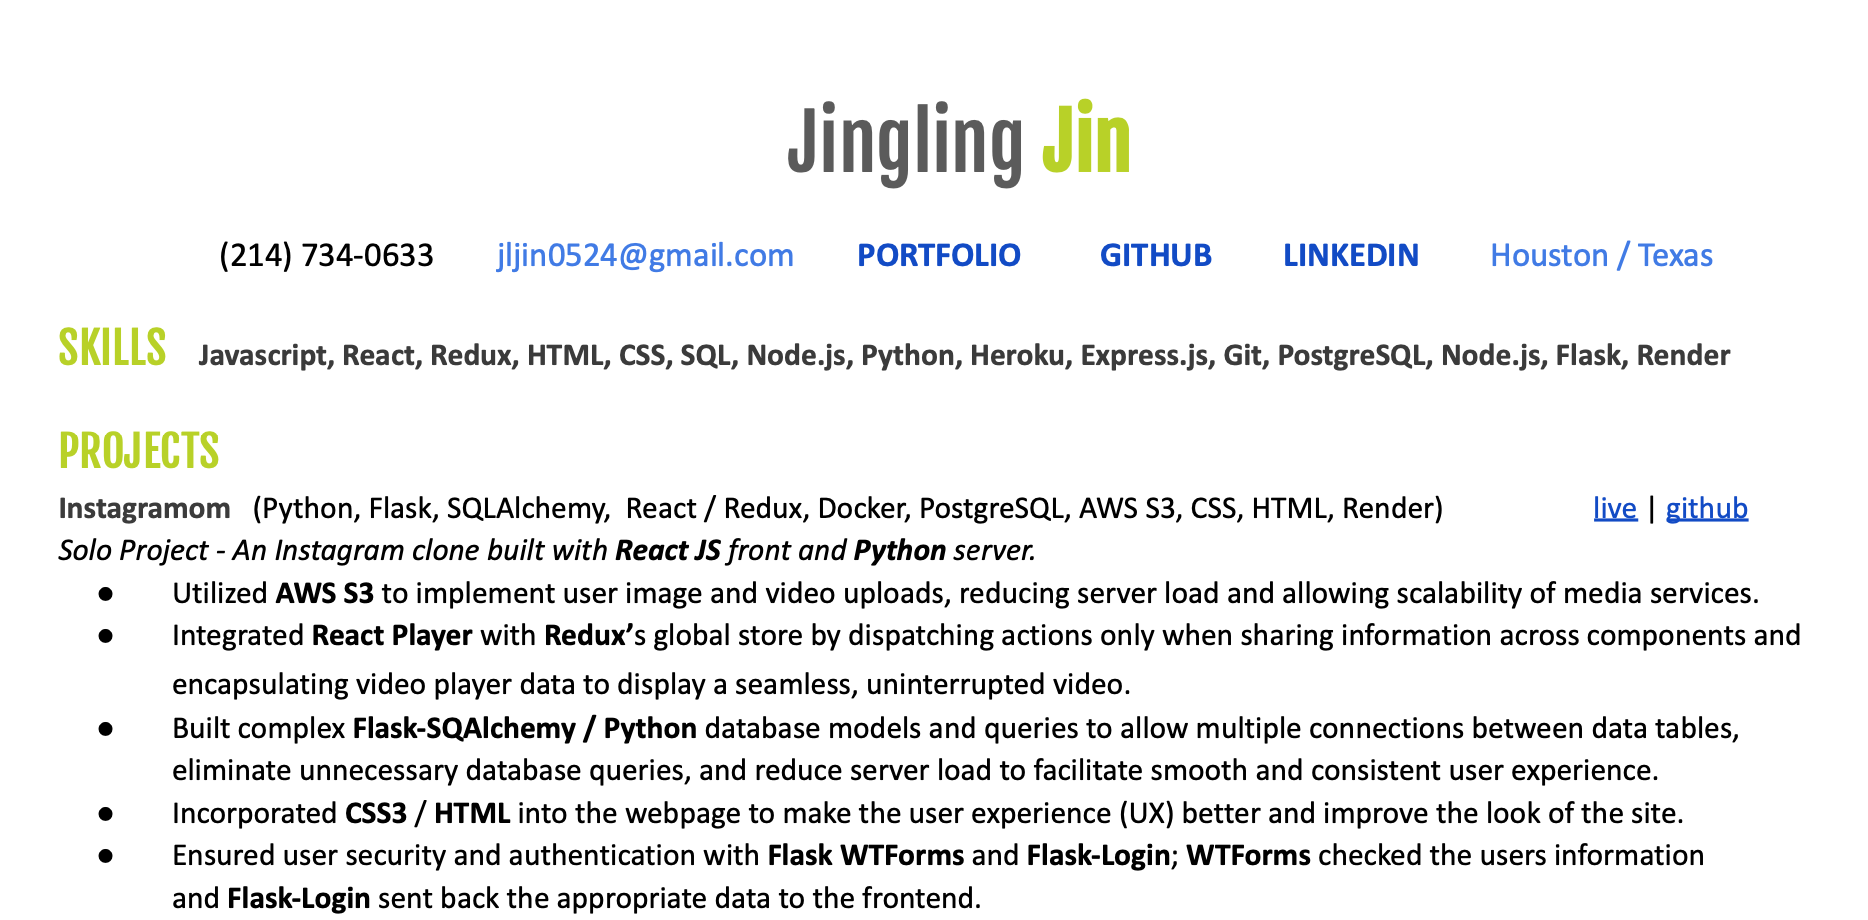 Jingling Jin
(214) 734-0633 jljin0524@gmail.com PORTFOLIO GITHUB LINKEDIN Houston / Texas
SKILLS Javascript, React, Redux, HTML, CSS, SQL, Node.js, Python, Heroku, Express.js, Git, PostgreSQL, Node.js, Flask, Render
PROJECTS
Instagramom (Python, Flask, SQLAlchemy, React / Redux, Docker, PostgreSQL, AWS S3, CSS, HTML, Render) live | github
Solo Project - An Instagram clone built with React JS front and Python server.
● Utilized AWS S3 to implement user image and video uploads, reducing server load and allowing scalability of media services.
● Integrated React Player with Redux’s global store by dispatching actions only when sharing information across components and
encapsulating video player data to display a seamless, uninterrupted video.
● Built complex Flask-SQAlchemy / Python database models and queries to allow multiple connections between data tables,
eliminate unnecessary database queries, and reduce server load to facilitate smooth and consistent user experience.
● Incorporated CSS3 / HTML into the webpage to make the user experience (UX) better and improve the look of the site.
● Ensured user security and authentication with Flask WTForms and Flask-Login; WTForms checked the users information
and Flask-Login sent back the appropriate data to the frontend.